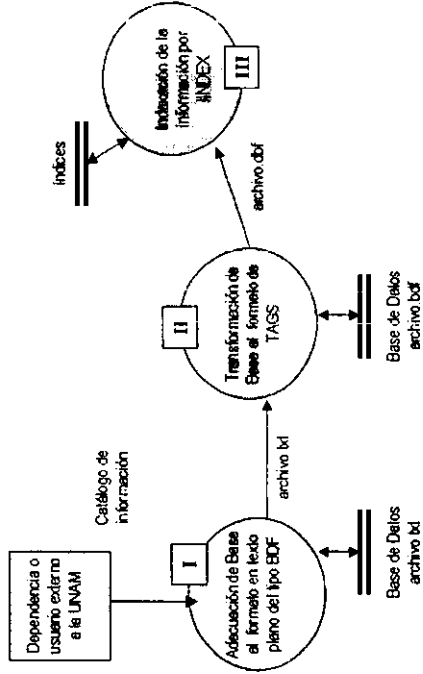 Dependencia o
usuario externo
a la UNAM
Catálogo de
información
I
Adecuación de Base
al formato en texto
plano del tipo BDF
Base de Datos
archivo txt
archivo txt
II
Transformación de
Base al formato de
TAGS
Base de Datos
archivo bdf
archivo.dbf
Índices
Indexación de la
información por
IINDEX
III